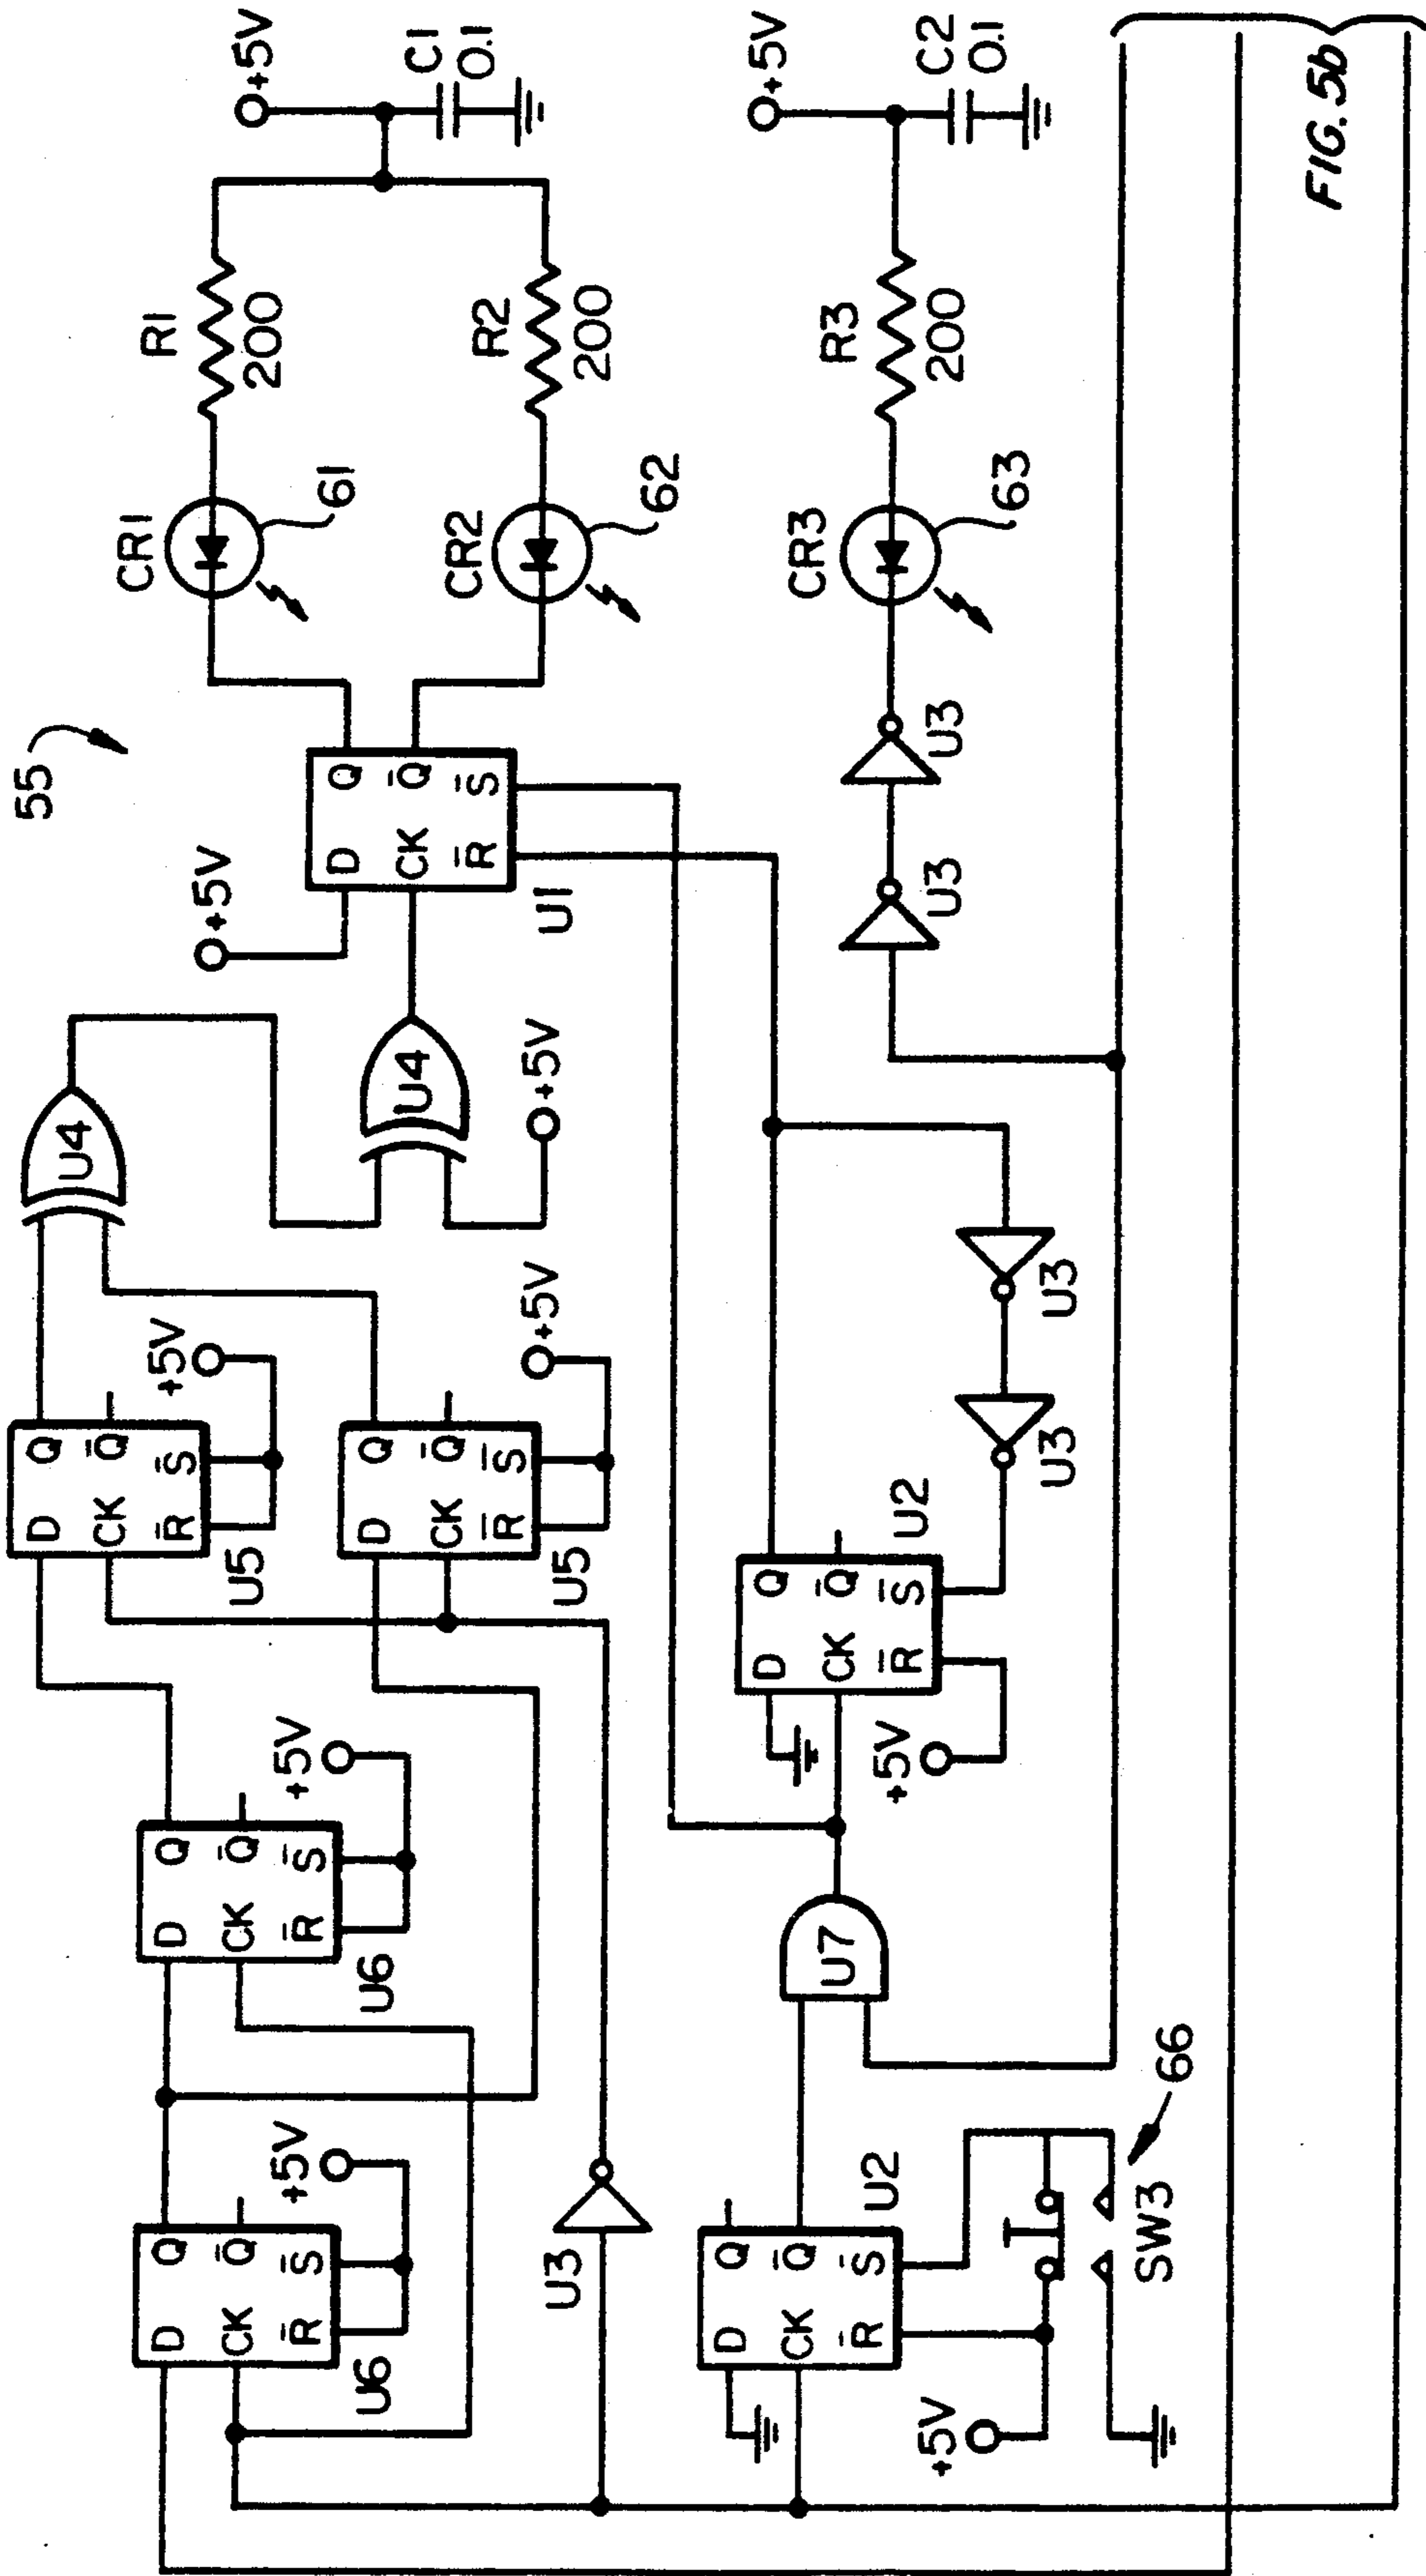 55
D Q
CK Q̄
R̄ S̄
U6
+5V
D Q
CK Q̄
R̄ S̄
U6
+5V
D Q
CK Q̄
R̄ S̄
U5
+5V
D Q
CK Q̄
R̄ S̄
U5
+5V
U4
U4
+5V
+5V
D Q
CK Q̄
R̄ S̄
U1
CR1
61
R1
200
+5V
C1
0.1
CR2
62
R2
200
U3
D Q
CK Q̄
R̄ S̄
U2
+5V
SW3
66
U7
D Q
CK Q̄
R̄ S̄
U2
+5V
U3
U3
U3
U3
CR3
63
R3
200
+5V
C2
0.1
FIG. 5b